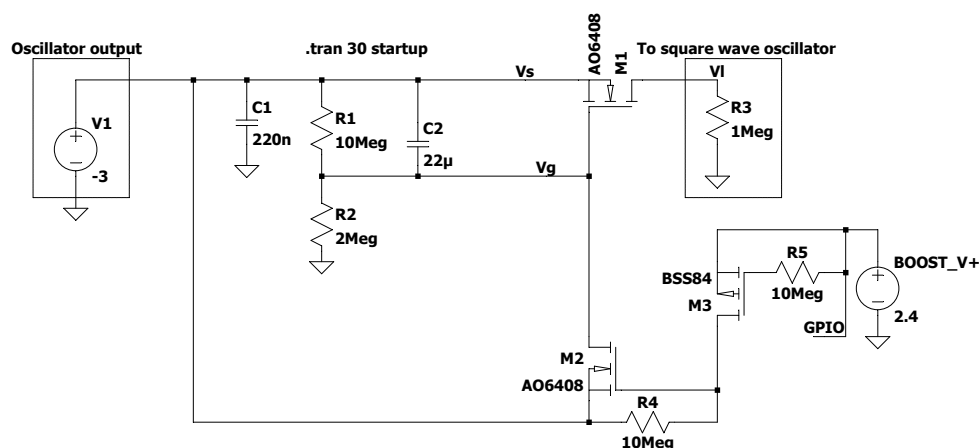 Oscillator output
.tran 30 startup
To square wave oscillator
AO6408
M1
Vs
Vl
V1
-3
C1
220n
R1
10Meg
C2
22µ
R3
1Meg
Vg
R2
2Meg
BSS84
M3
R5
10Meg
BOOST_V+
2.4
GPIO
M2
AO6408
R4
10Meg